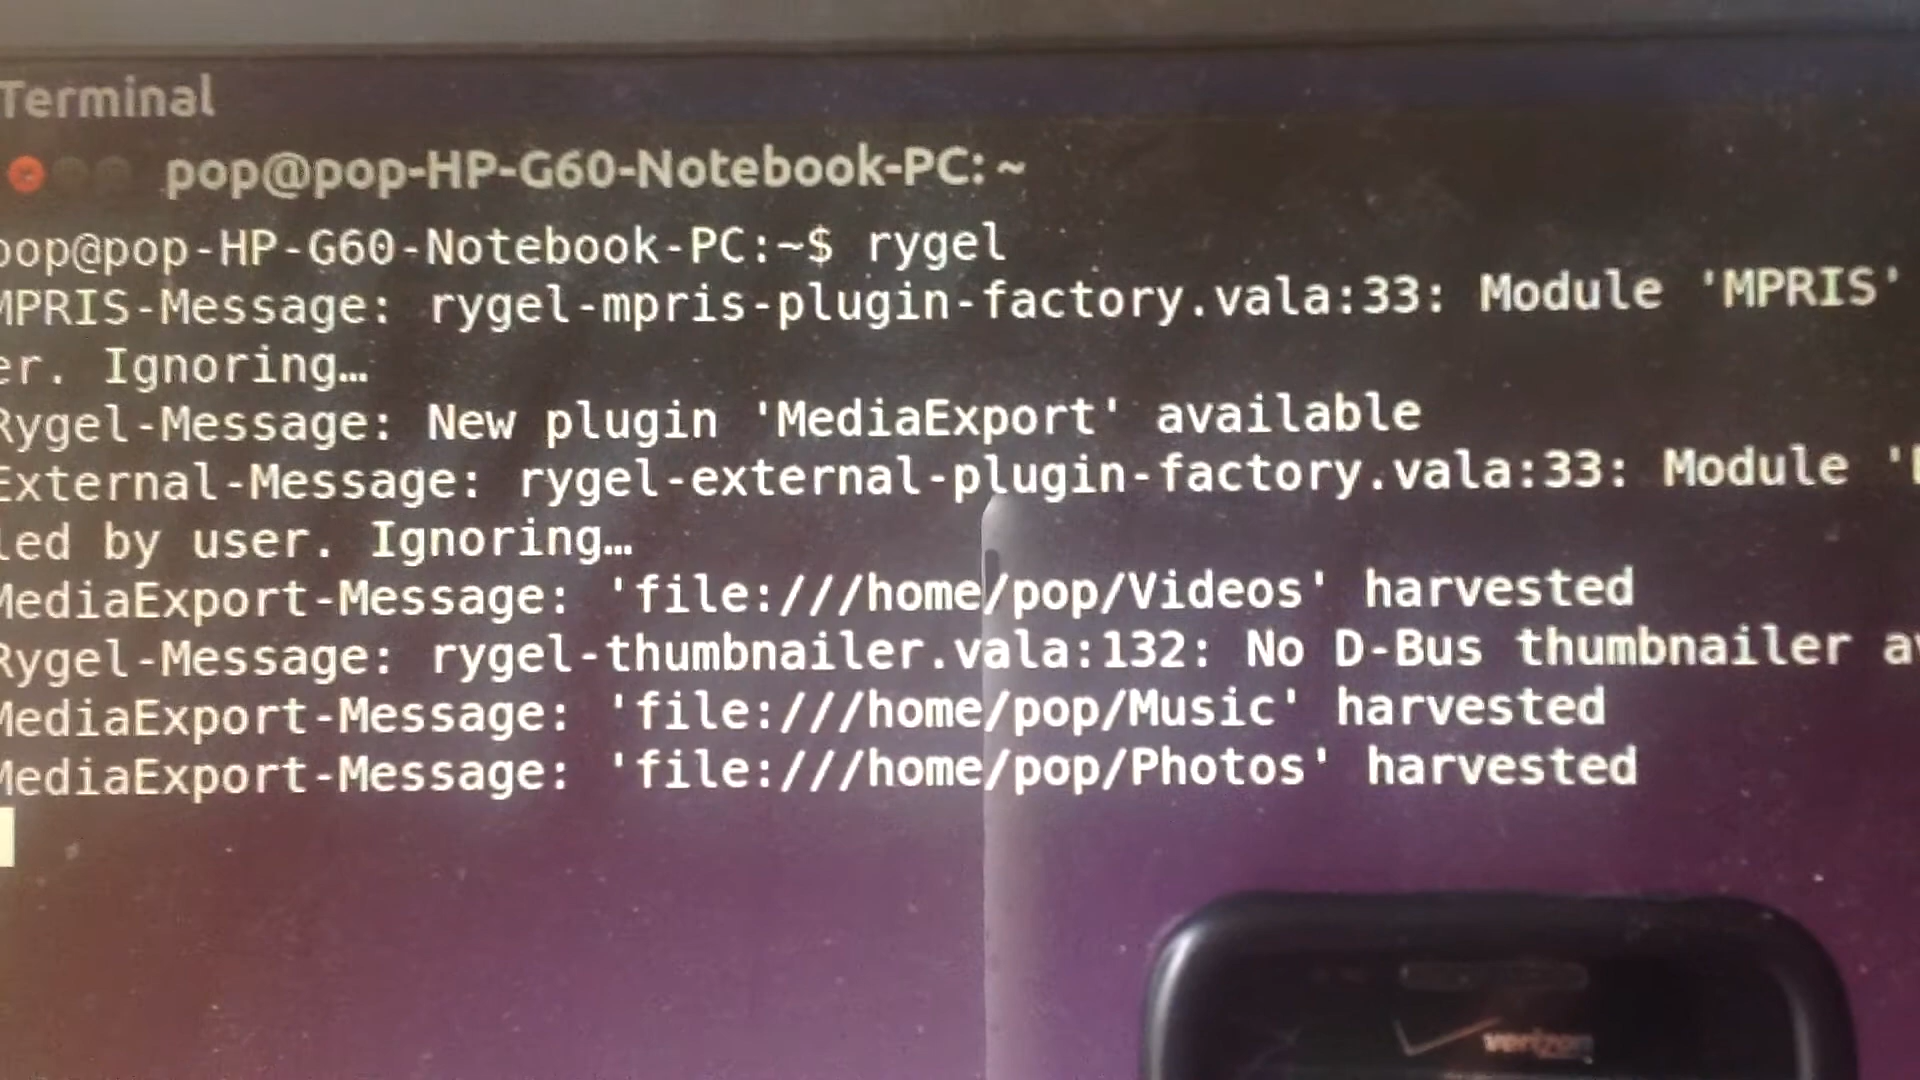 Terminal
pop@pop-HP-G60-Notebook-PC: ~
pop@pop-HP-G60-Notebook-PC:~$ rygel
MPRIS-Message: rygel-mpris-plugin-factory.vala:33: Module 'MPRIS'
er. Ignoring…
Rygel-Message: New plugin 'MediaExport' available
External-Message: rygel-external-plugin-factory.vala:33: Module
led by user. Ignoring…
MediaExport-Message: 'file:///home/pop/Videos' harvested
Rygel-Message: rygel-thumbnailer.vala:132: No D-Bus thumbnailer
MediaExport-Message: 'file:///home/pop/Music' harvested
MediaExport-Message: 'file:///home/pop/Photos' harvested
verizon